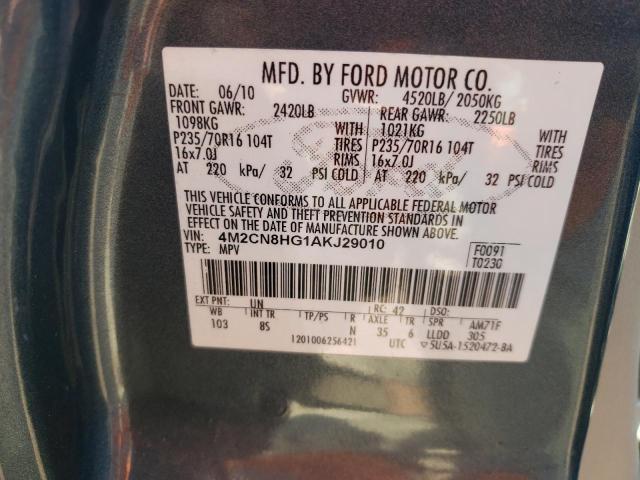 MFD. BY FORD MOTOR CO.
DATE: 06/10 GVWR: 4520LB/ 2050KG
FRONT GAWR: 2420LB REAR GAWR: 2250LB
1098KG WITH 1021KG WITH
P235/70R16 104T TIRES P235/70R16 104T TIRES
16x7.0J RIMS 16x7.0J RIMS
AT 220 kPa/ 32 PSI COLD AT 220 kPa/ 32 PSI COLD
THIS VEHICLE CONFORMS TO ALL APPLICABLE FEDERAL MOTOR
VEHICLE SAFETY AND THEFT PREVENTION STANDARDS IN
EFFECT ON THE DATE OF MANUFACTURE SHOWN ABOVE.
VIN: 4M2CN8HG1AKJ29010 F0091
TYPE: MPV T0230
EXT PNT: UN RC: 42 DSO:
WB INT TR TP/PS R AXLE TR SPR AM71F
103 8S N 35 6 LLDD 305
1201006256421 UTC ▽5U5A-1520472-BA